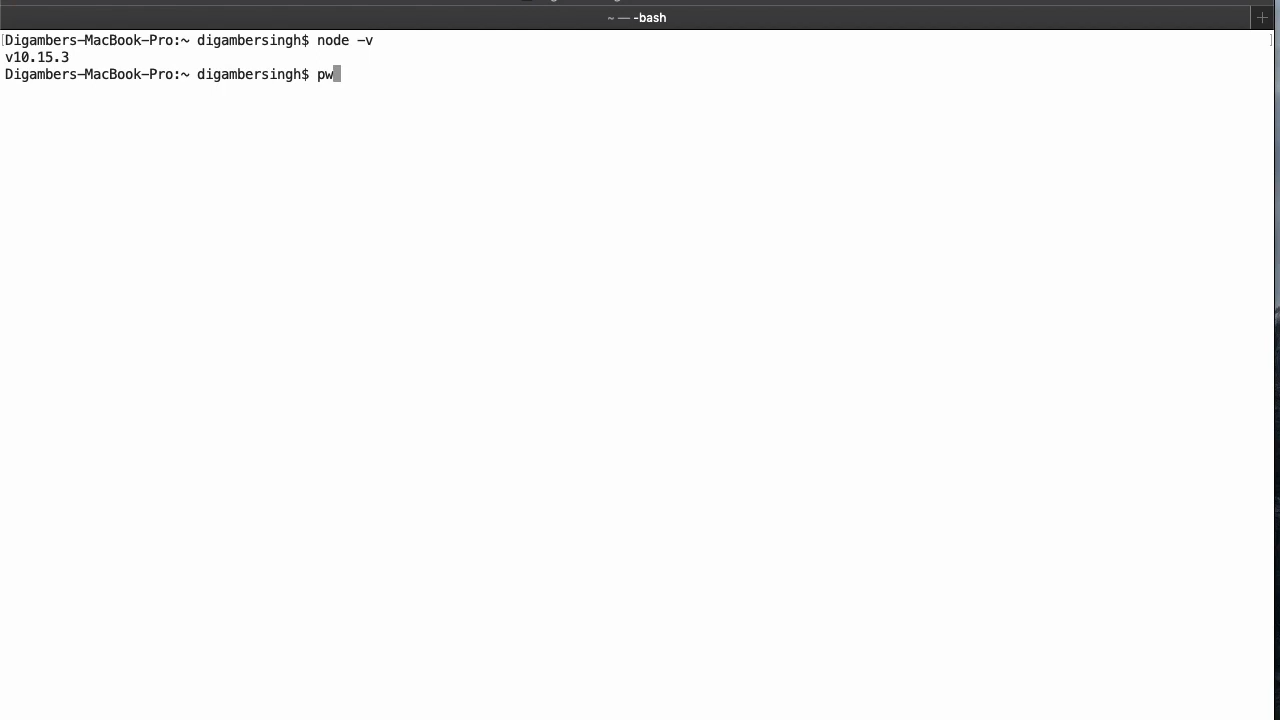 ~ — -bash
Digambers-MacBook-Pro:~ digambersingh$ node -v
v10.15.3
Digambers-MacBook-Pro:~ digambersingh$ pw